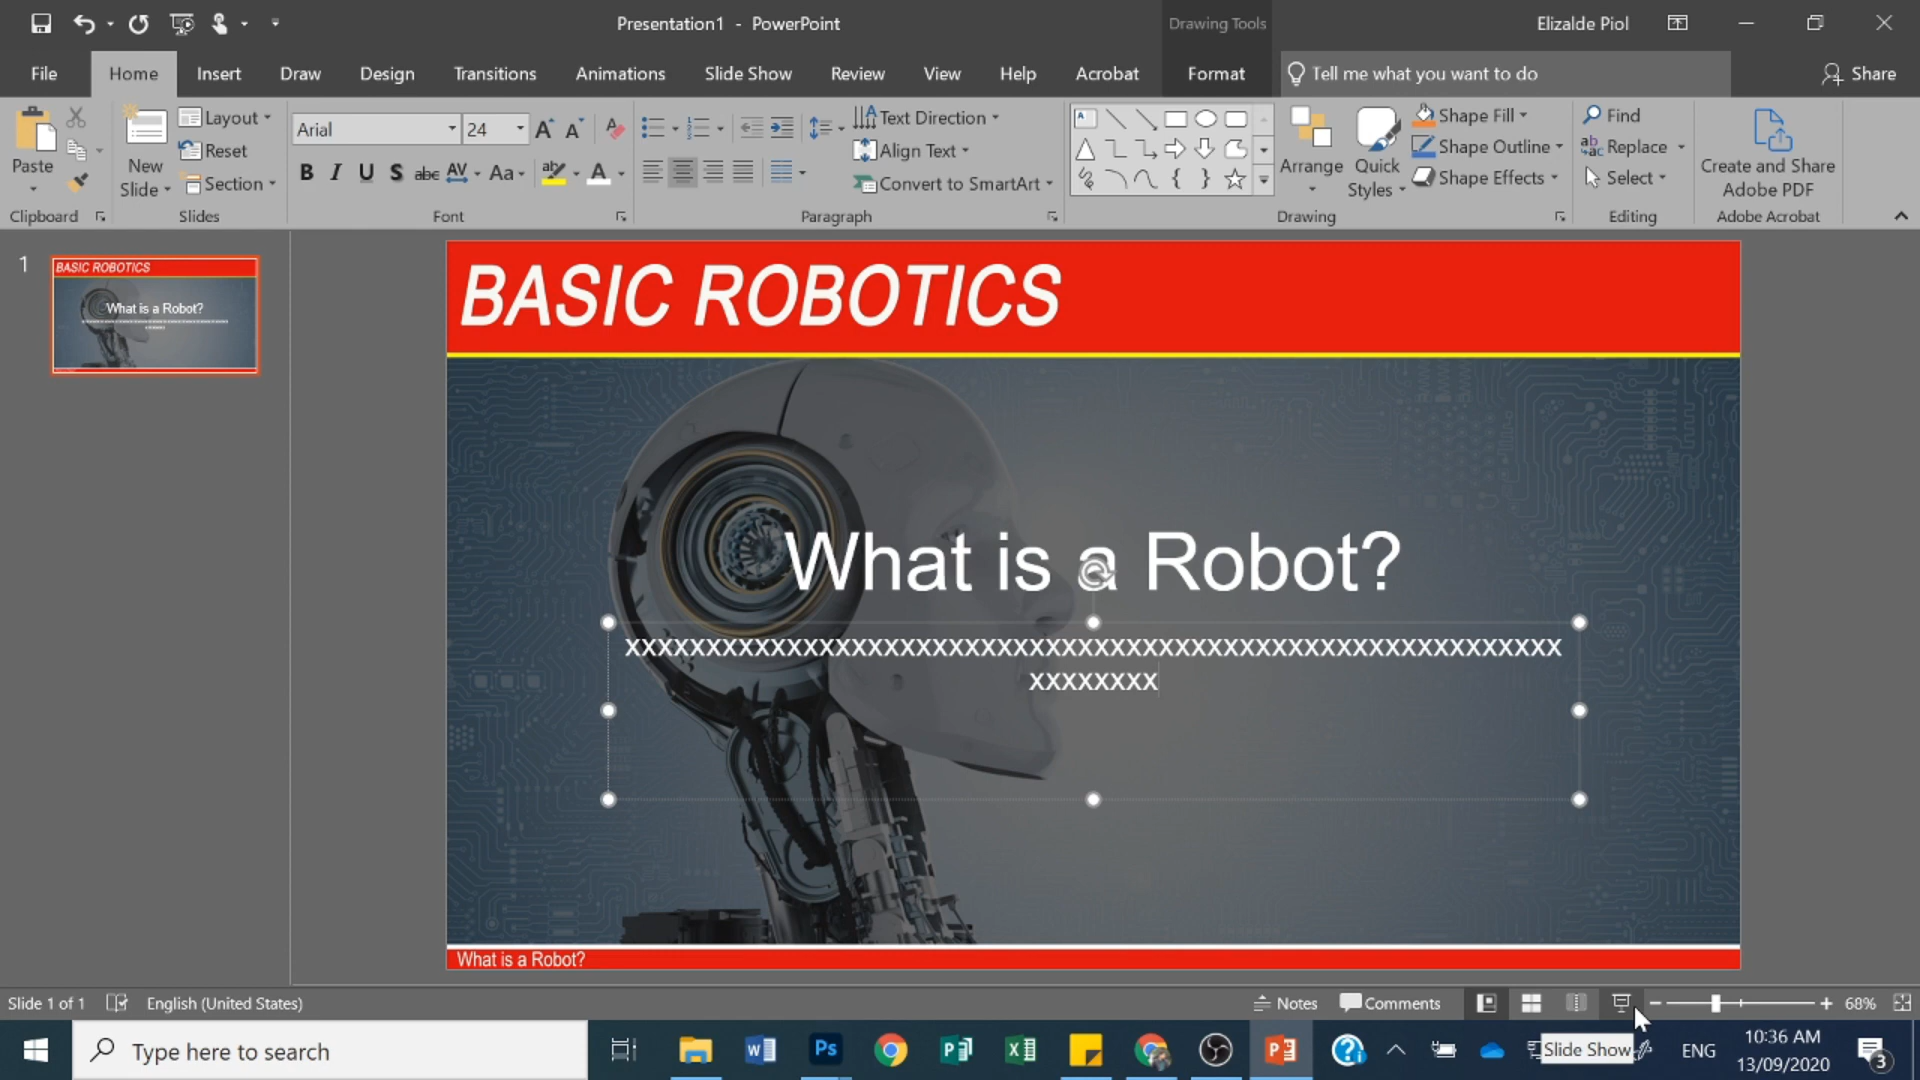 Presentation1 - PowerPoint
Drawing Tools
Elizalde Piol
File
Home
Insert
Draw
Design
Transitions
Animations
Slide Show
Review
View
Help
Acrobat
Format
Tell me what you want to do
Share
Paste
New
Slide
Layout
Reset
Section
Arial
24
B I U S abc AV Aa A
Text Direction
Align Text
Convert to SmartArt
Arrange
Quick
Styles
Shape Fill
Shape Outline
Shape Effects
Find
Replace
Select
Create and Share
Adobe PDF
Clipboard
Slides
Font
Paragraph
Drawing
Editing
Adobe Acrobat
1
BASIC ROBOTICS
What is a Robot?
BASIC ROBOTICS
What is a Robot?
xxxxxxxxxxxxxxxxxxxxxxxxxxxxxxxxxxxxxxxxxxxxxxxxxxxxxxxxxx
xxxxxxxx
What is a Robot?
Slide 1 of 1
English (United States)
Notes
Comments
68%
Type here to search
Slide Show
ENG
10:36 AM
13/09/2020
3